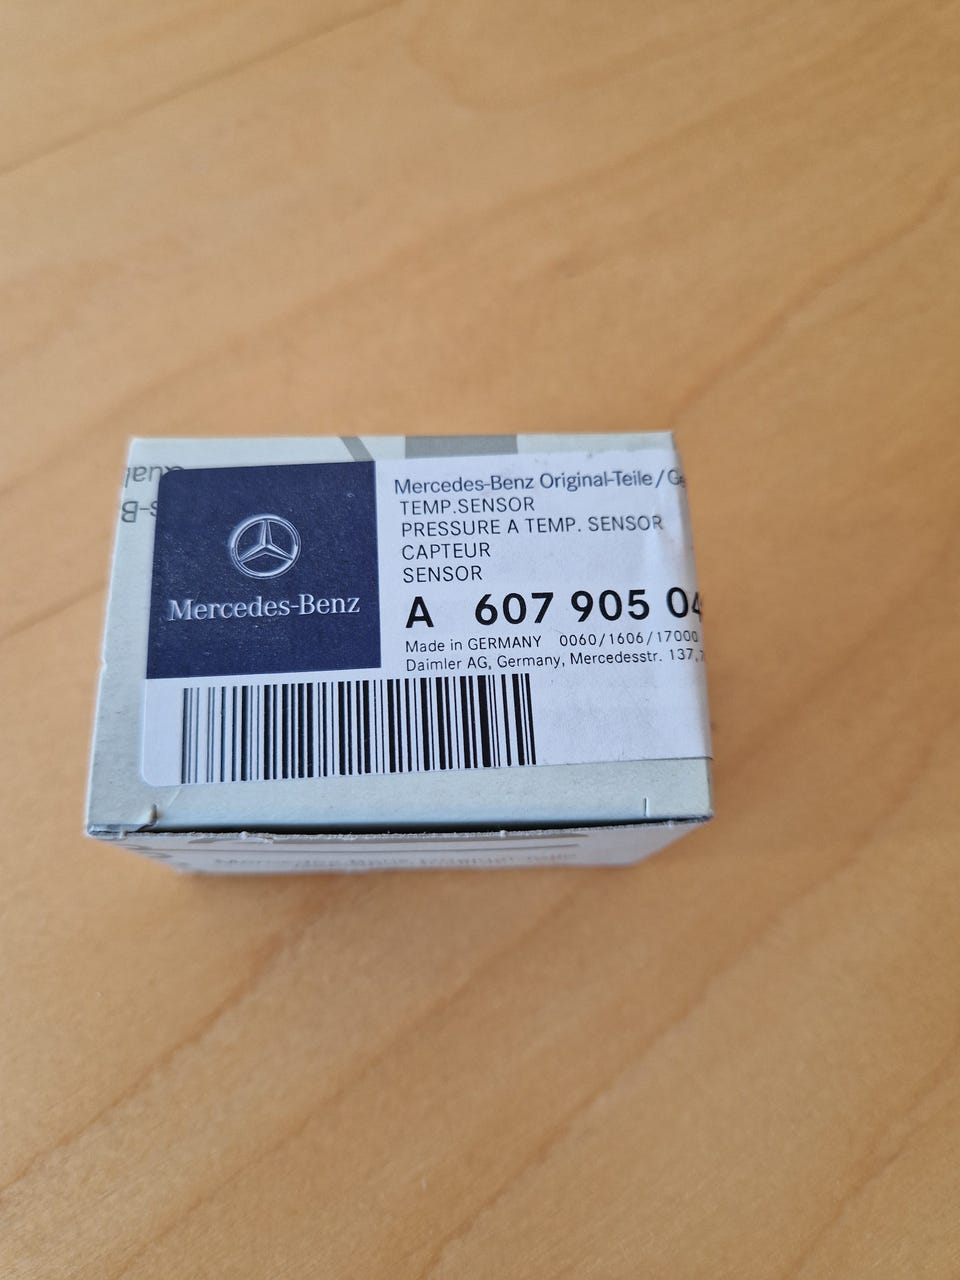 Mercedes-Benz
Mercedes-Benz Original-Teile/Ge
TEMP.SENSOR
PRESSURE A TEMP. SENSOR
CAPTEUR
SENSOR
A 607 905 04
Made in GERMANY 0060/1606/17000
Daimler AG, Germany, Mercedesstr. 137,